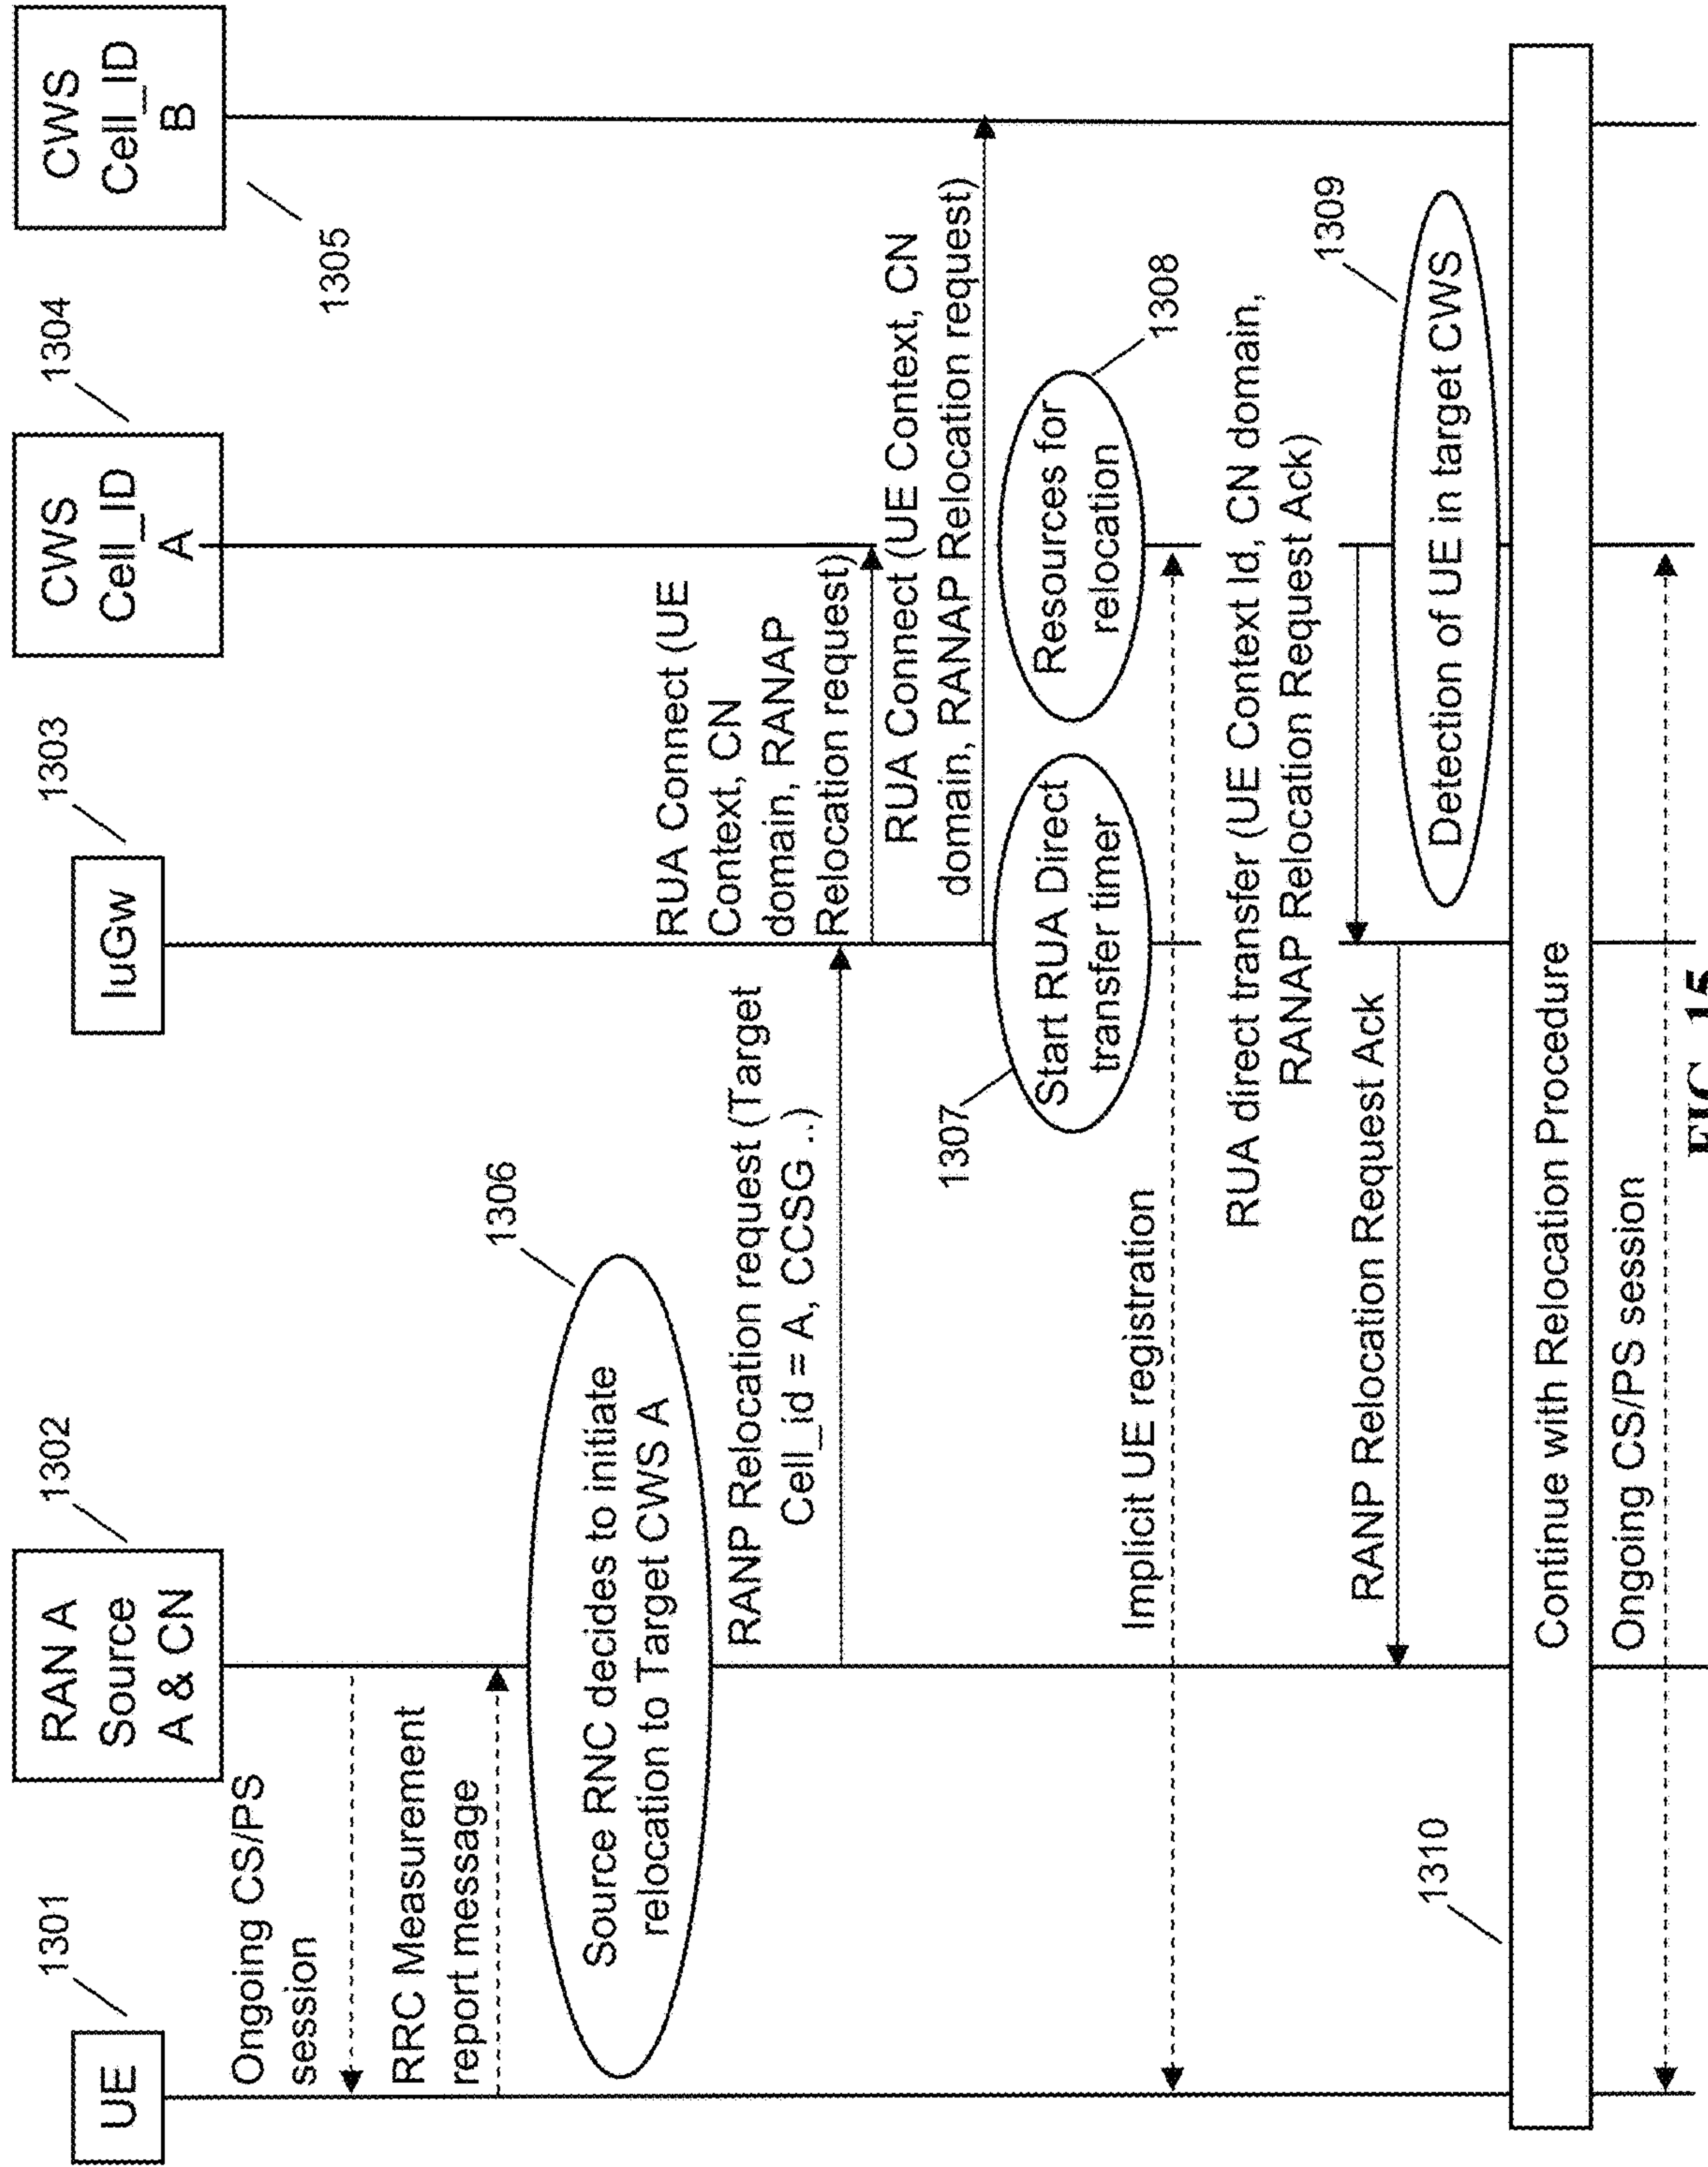 1301
1302
1303
1304
1305
UE
RAN A
Source
A & CN
IuGw
CWS
Cell_ID
A
CWS
Cell_ID
B
Ongoing CS/PS
session
RRC Measurement
report message
1306
Source RNC decides to initiate
relocation to Target CWS A
RANP Relocation request (Target
Cell_id = A, CCSG ..)
RUA Connect (UE
Context, CN
domain, RANAP
Relocation request)
RUA Connect (UE Context, CN
domain, RANAP Relocation request)
1307
Start RUA Direct
transfer timer
Resources for
relocation
1308
Implicit UE registration
RUA direct transfer (UE Context Id, CN domain,
RANAP Relocation Request Ack)
RANP Relocation Request Ack
1309
Detection of UE in target CWS
1310
Continue with Relocation Procedure
Ongoing CS/PS session
FIG. 15